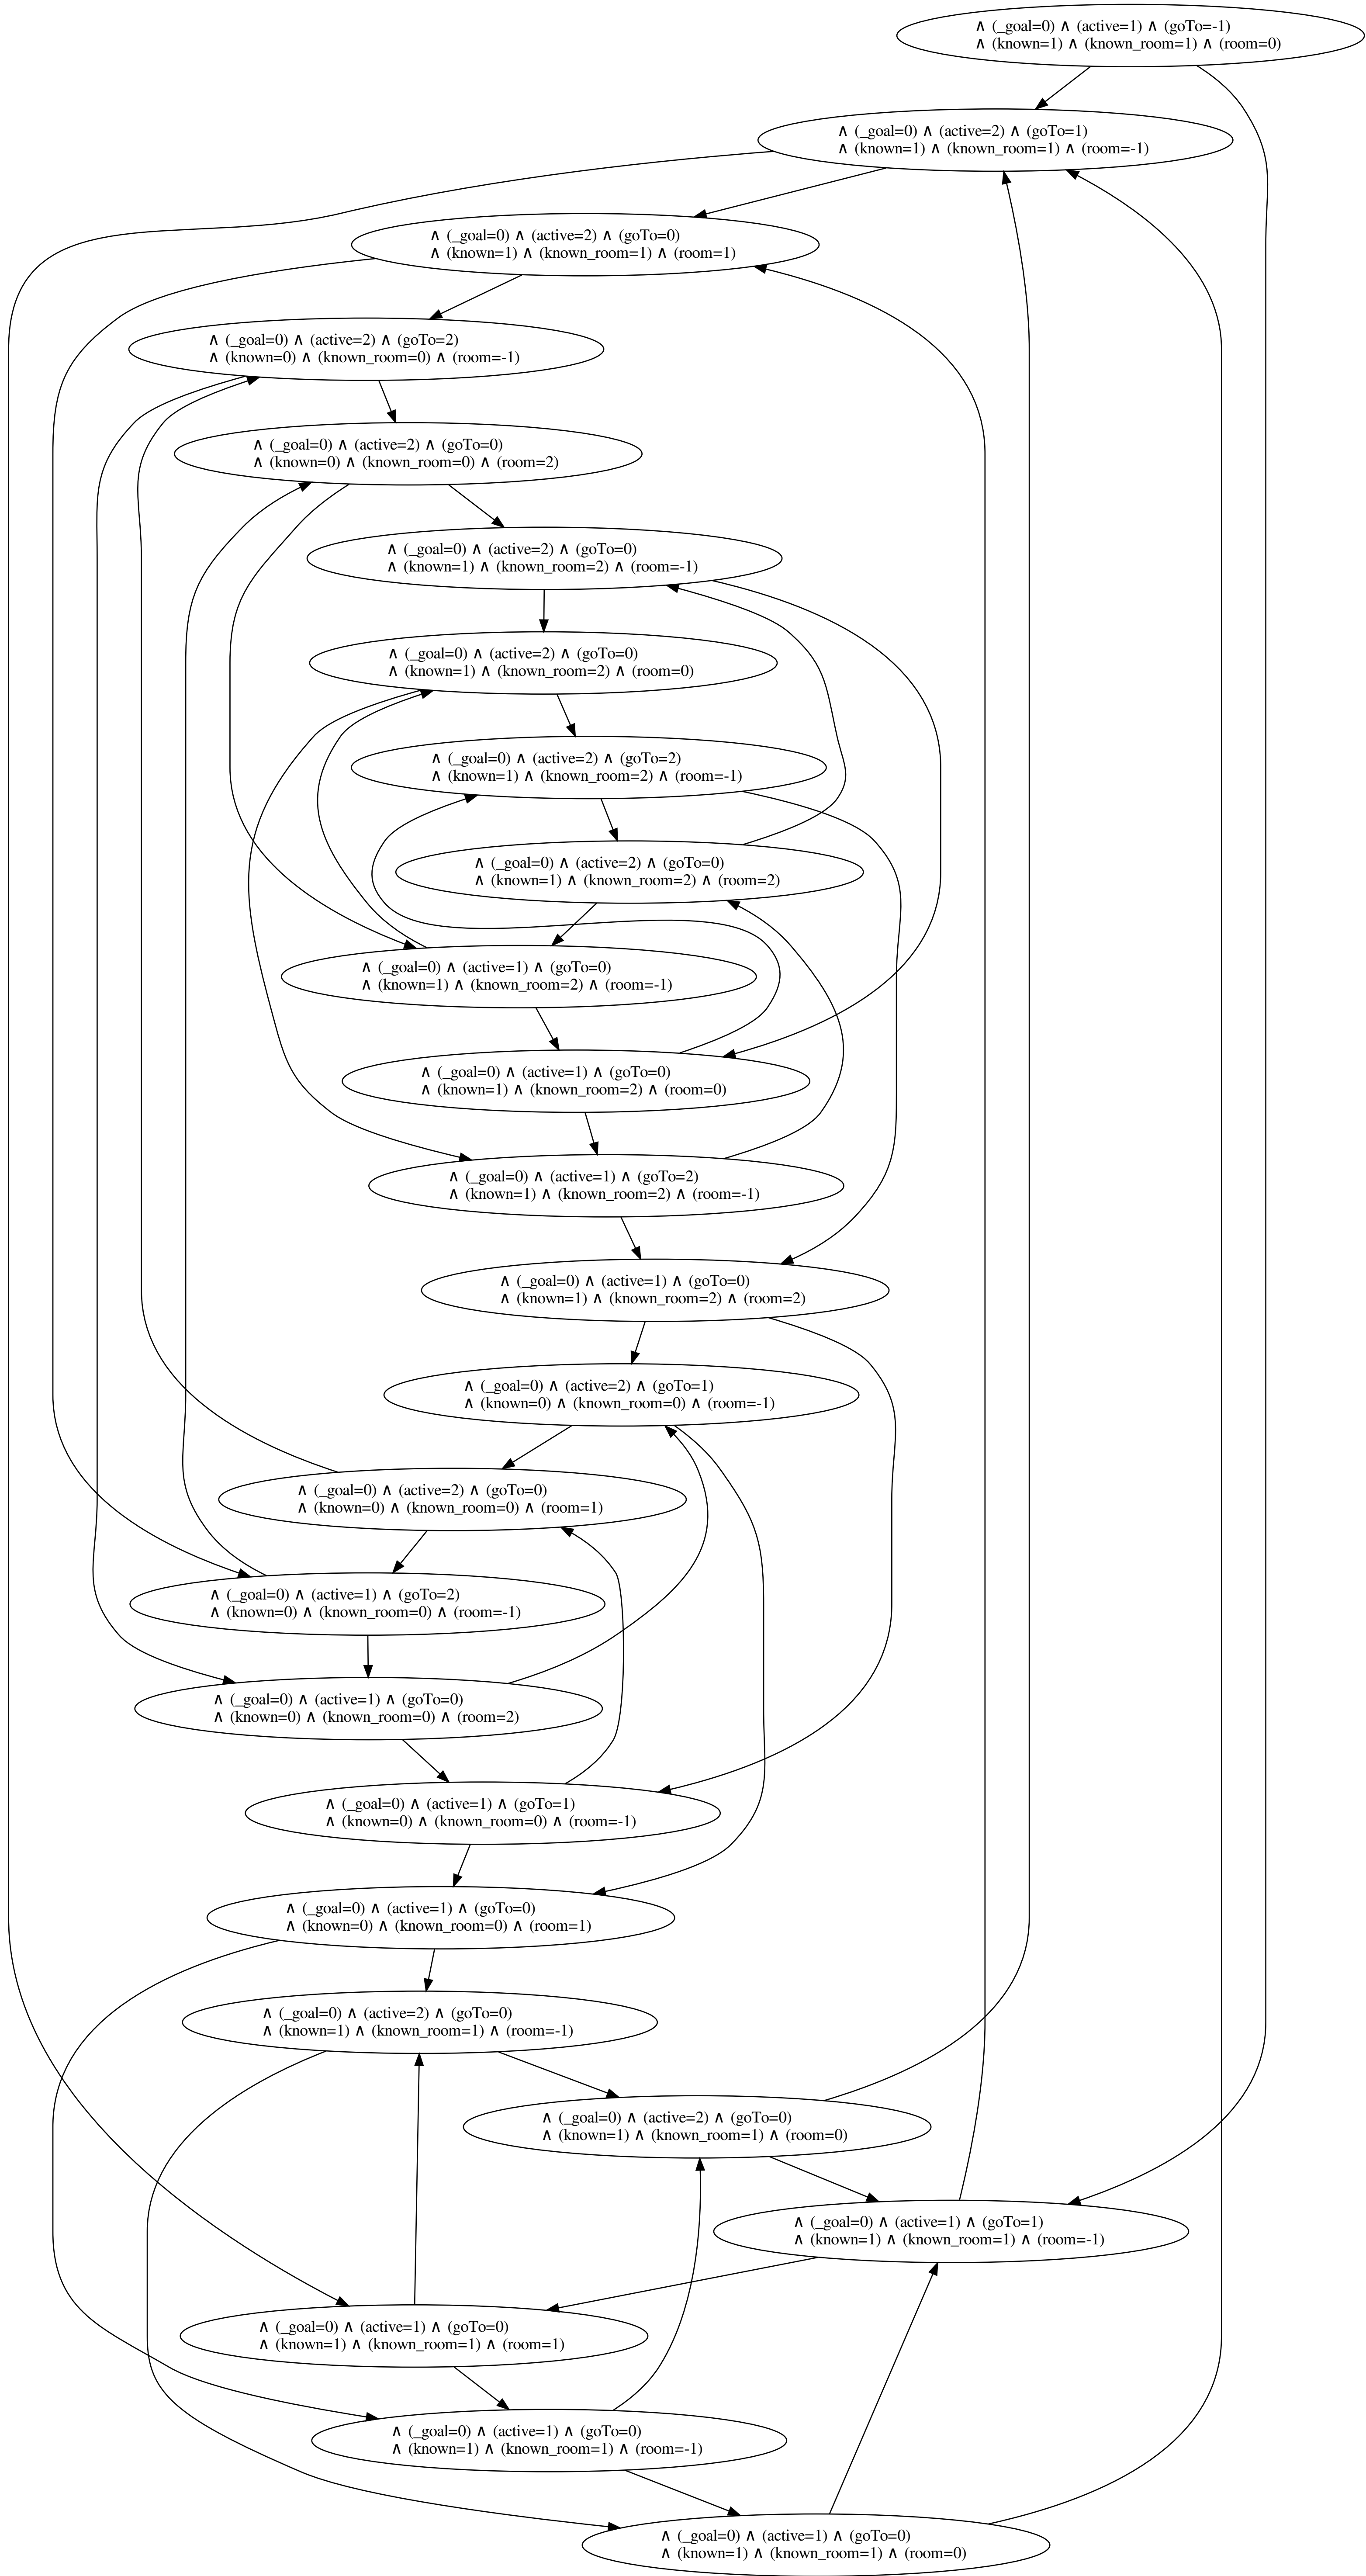 ∧ (_goal=0) ∧ (active=1) ∧ (goTo=-1)
∧ (known=1) ∧ (known_room=1) ∧ (room=0)
∧ (_goal=0) ∧ (active=2) ∧ (goTo=1)
∧ (known=1) ∧ (known_room=1) ∧ (room=-1)
∧ (_goal=0) ∧ (active=2) ∧ (goTo=0)
∧ (known=1) ∧ (known_room=1) ∧ (room=1)
∧ (_goal=0) ∧ (active=2) ∧ (goTo=2)
∧ (known=0) ∧ (known_room=0) ∧ (room=-1)
∧ (_goal=0) ∧ (active=2) ∧ (goTo=0)
∧ (known=0) ∧ (known_room=0) ∧ (room=2)
∧ (_goal=0) ∧ (active=2) ∧ (goTo=0)
∧ (known=1) ∧ (known_room=2) ∧ (room=-1)
∧ (_goal=0) ∧ (active=2) ∧ (goTo=0)
∧ (known=1) ∧ (known_room=2) ∧ (room=0)
∧ (_goal=0) ∧ (active=2) ∧ (goTo=2)
∧ (known=1) ∧ (known_room=2) ∧ (room=-1)
∧ (_goal=0) ∧ (active=2) ∧ (goTo=0)
∧ (known=1) ∧ (known_room=2) ∧ (room=2)
∧ (_goal=0) ∧ (active=1) ∧ (goTo=0)
∧ (known=1) ∧ (known_room=2) ∧ (room=-1)
∧ (_goal=0) ∧ (active=1) ∧ (goTo=0)
∧ (known=1) ∧ (known_room=2) ∧ (room=0)
∧ (_goal=0) ∧ (active=1) ∧ (goTo=2)
∧ (known=1) ∧ (known_room=2) ∧ (room=-1)
∧ (_goal=0) ∧ (active=1) ∧ (goTo=0)
∧ (known=1) ∧ (known_room=2) ∧ (room=2)
∧ (_goal=0) ∧ (active=2) ∧ (goTo=1)
∧ (known=0) ∧ (known_room=0) ∧ (room=-1)
∧ (_goal=0) ∧ (active=2) ∧ (goTo=0)
∧ (known=0) ∧ (known_room=0) ∧ (room=1)
∧ (_goal=0) ∧ (active=1) ∧ (goTo=2)
∧ (known=0) ∧ (known_room=0) ∧ (room=-1)
∧ (_goal=0) ∧ (active=1) ∧ (goTo=0)
∧ (known=0) ∧ (known_room=0) ∧ (room=2)
∧ (_goal=0) ∧ (active=1) ∧ (goTo=1)
∧ (known=0) ∧ (known_room=0) ∧ (room=-1)
∧ (_goal=0) ∧ (active=1) ∧ (goTo=0)
∧ (known=0) ∧ (known_room=0) ∧ (room=1)
∧ (_goal=0) ∧ (active=2) ∧ (goTo=0)
∧ (known=1) ∧ (known_room=1) ∧ (room=-1)
∧ (_goal=0) ∧ (active=2) ∧ (goTo=0)
∧ (known=1) ∧ (known_room=1) ∧ (room=0)
∧ (_goal=0) ∧ (active=1) ∧ (goTo=1)
∧ (known=1) ∧ (known_room=1) ∧ (room=-1)
∧ (_goal=0) ∧ (active=1) ∧ (goTo=0)
∧ (known=1) ∧ (known_room=1) ∧ (room=1)
∧ (_goal=0) ∧ (active=1) ∧ (goTo=0)
∧ (known=1) ∧ (known_room=1) ∧ (room=-1)
∧ (_goal=0) ∧ (active=1) ∧ (goTo=0)
∧ (known=1) ∧ (known_room=1) ∧ (room=0)